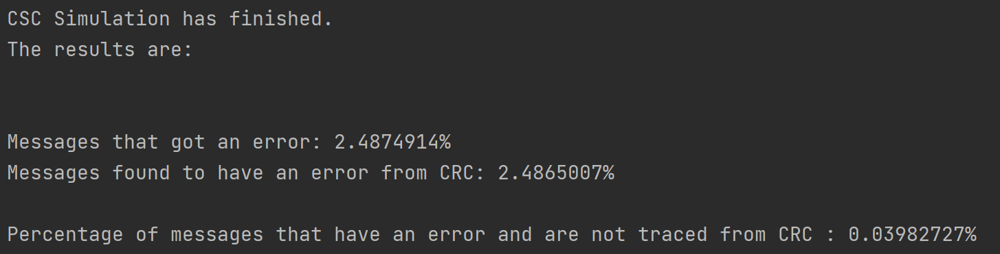 CSC Simulation has finished.
The results are:
Messages that got an error: 2.4874914%
Messages found to have an error from CRC: 2.4865007%
Percentage of messages that have an error and are not traced from CRC : 0.03982727%